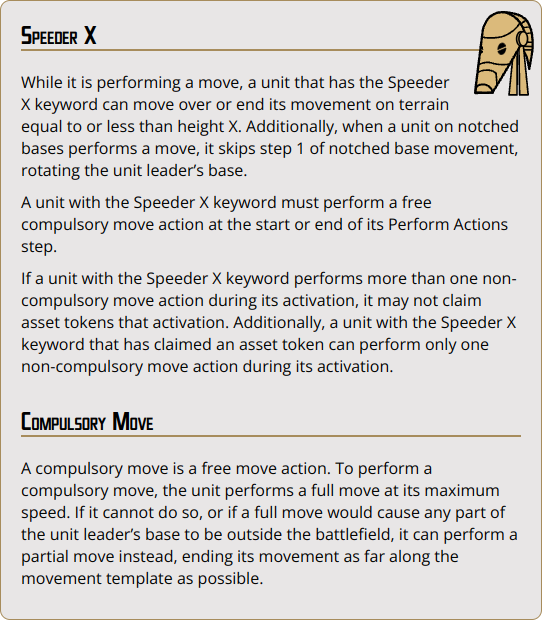 Speeder X
While it is performing a move, a unit that has the Speeder
X keyword can move over or end its movement on terrain
equal to or less than height X. Additionally, when a unit on notched
bases performs a move, it skips step 1 of notched base movement,
rotating the unit leader's base.
A unit with the Speeder X keyword must perform a free
compulsory move action at the start or end of its Perform Actions
step.
If a unit with the Speeder X keyword performs more than one non-
compulsory move action during its activation, it may not claim
asset tokens that activation. Additionally, a unit with the Speeder X
keyword that has claimed an asset token can perform only one
non-compulsory move action during its activation.
Compulsory Move
A compulsory move is a free move action. To perform a
compulsory move, the unit performs a full move at its maximum
speed. If it cannot do so, or if a full move would cause any part of
the unit leader's base to be outside the battlefield, it can perform a
partial move instead, ending its movement as far along the
movement template as possible.